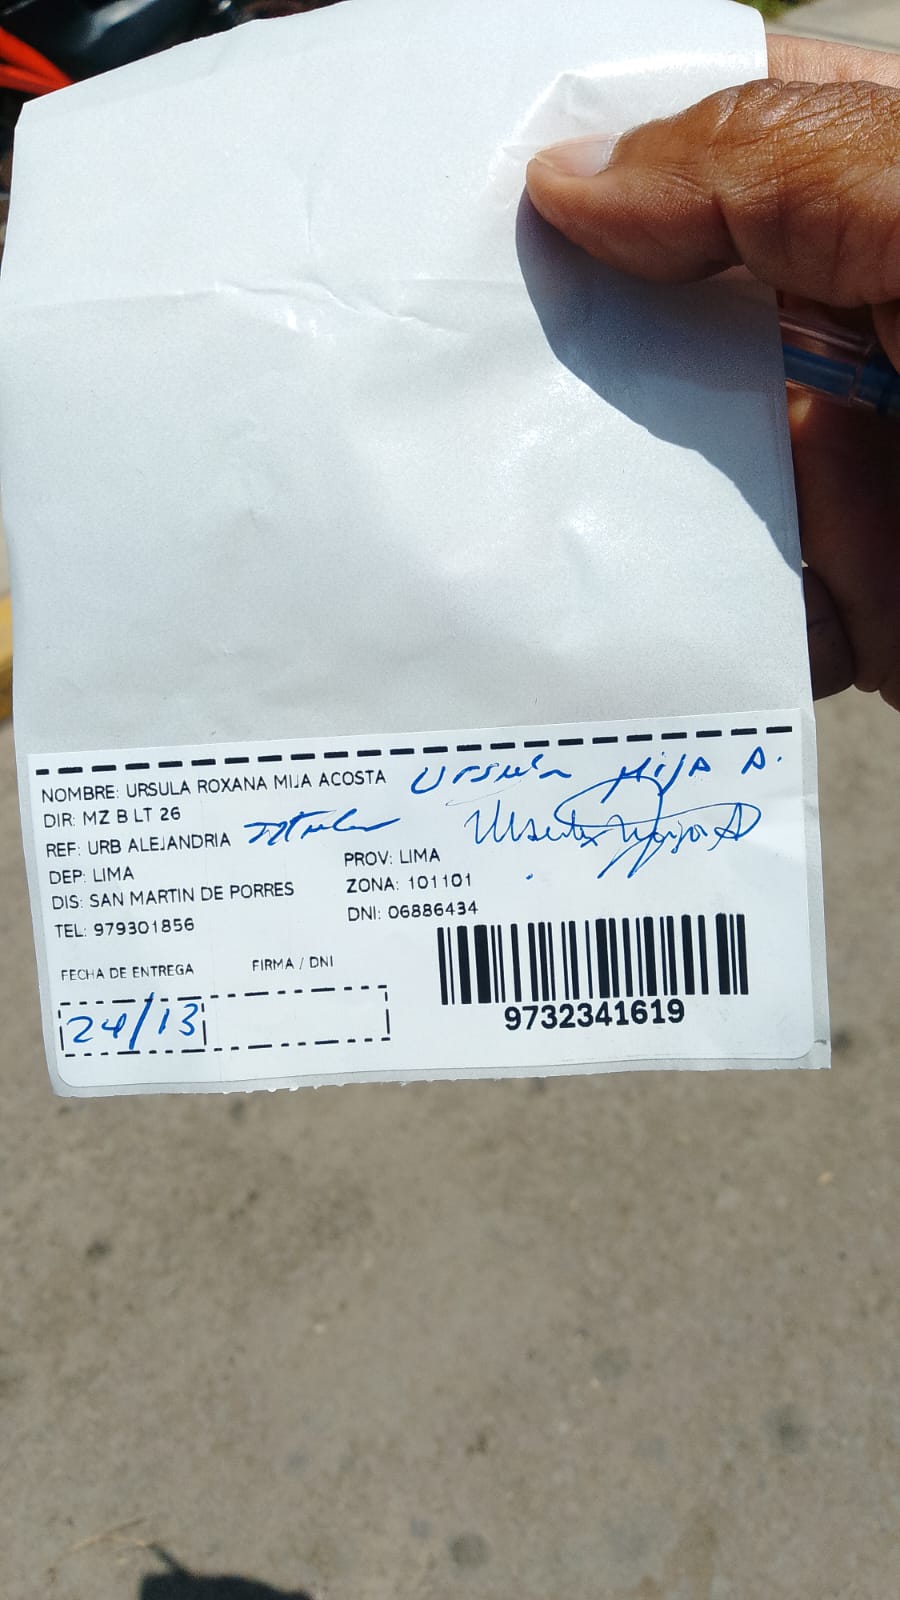 NOMBRE: URSULA ROXANA MIJA ACOSTA Ursula Mija A.
DIR: MZ B LT 26
REF: URB ALEJANDRIA
DEP: LIMA PROV: LIMA
DIS: SAN MARTIN DE PORRES ZONA: 101101
TEL: 979301856 DNI: 06886434
FECHA DE ENTREGA FIRMA / DNI
24/13
9732341619